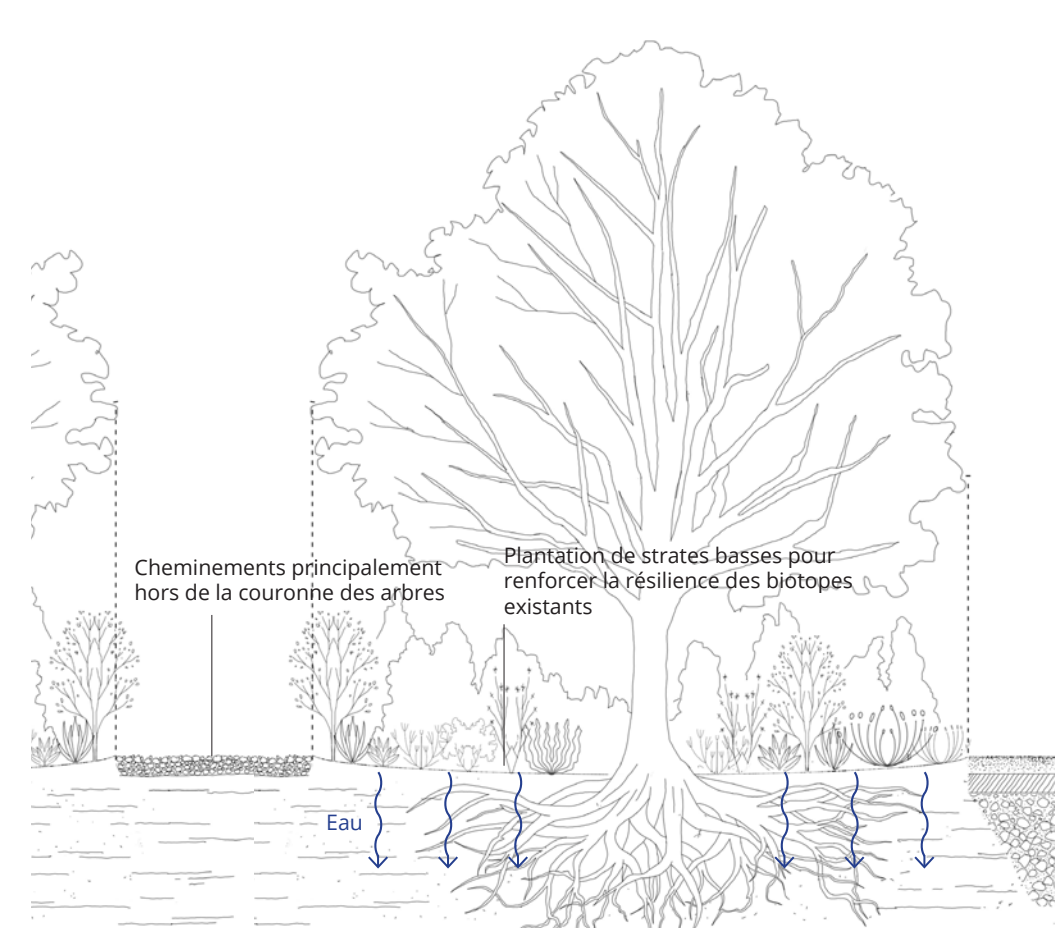 Cheminements principalement
hors de la couronne des arbres
Plantation de strates basses pour
renforcer la résilience des biotopes
existants
Eau